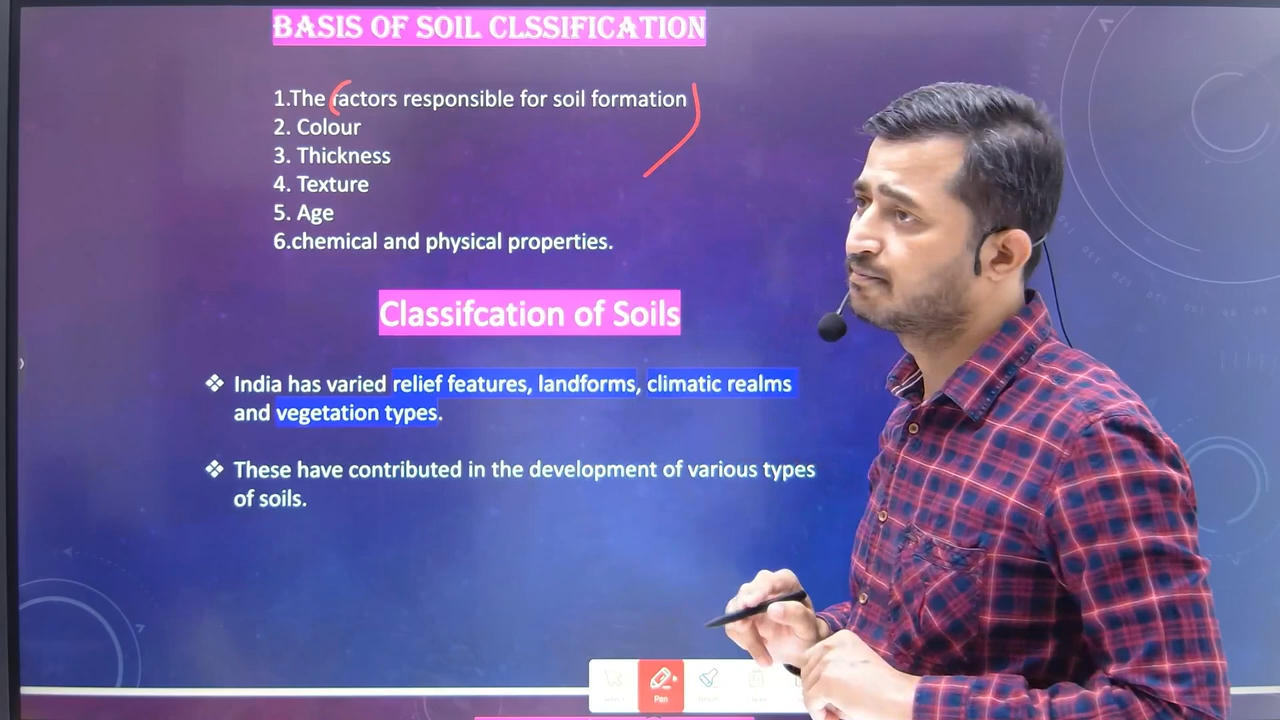 BASIS OF SOIL CLSSIFICATION
1.The factors responsible for soil formation
2. Colour
3. Thickness
4. Texture
5. Age
6.chemical and physical properties.
Classifcation of Soils
❖ India has varied relief features, landforms, climatic realms
and vegetation types.
❖ These have contributed in the development of various types
of soils.
Pen